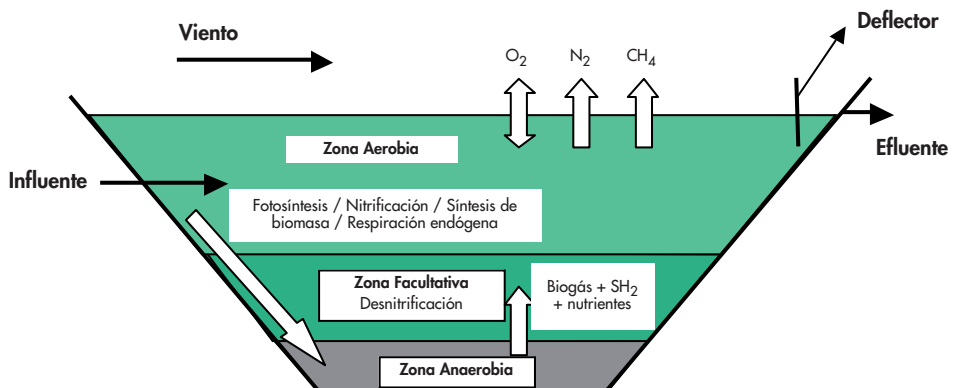 Viento
Deflector
O2
N2
CH4
Zona Aerobia
Efluente
Influente
Fotosíntesis / Nitrificación / Síntesis de
biomasa / Respiración endógena
Zona Facultativa
Desnitrificación
Biogás + SH2
+ nutrientes
Zona Anaerobia